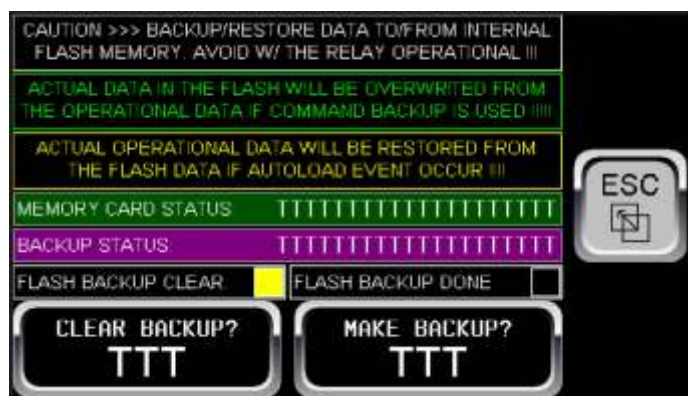 CAUTION >>> BACKUP/RESTORE DATA TO/FROM INTERNAL
FLASH MEMORY. AVOID W/ THE RELAY OPERATIONAL !!!
ACTUAL DATA IN THE FLASH WILL BE OVERWRITED FROM
THE OPERATIONAL DATA IF COMMAND BACKUP IS USED !!!!!
ACTUAL OPERATIONAL DATA WILL BE RESTORED FROM
THE FLASH DATA IF AUTOLOAD EVENT OCCUR !!!
ESC
MEMORY CARD STATUS: TTTTTTTTTTTTTTTTTTTT
BACKUP STATUS: TTTTTTTTTTTTTTTTTTTT
FLASH BACKUP CLEAR FLASH BACKUP DONE
CLEAR BACKUP? MAKE BACKUP?
TTT TTT